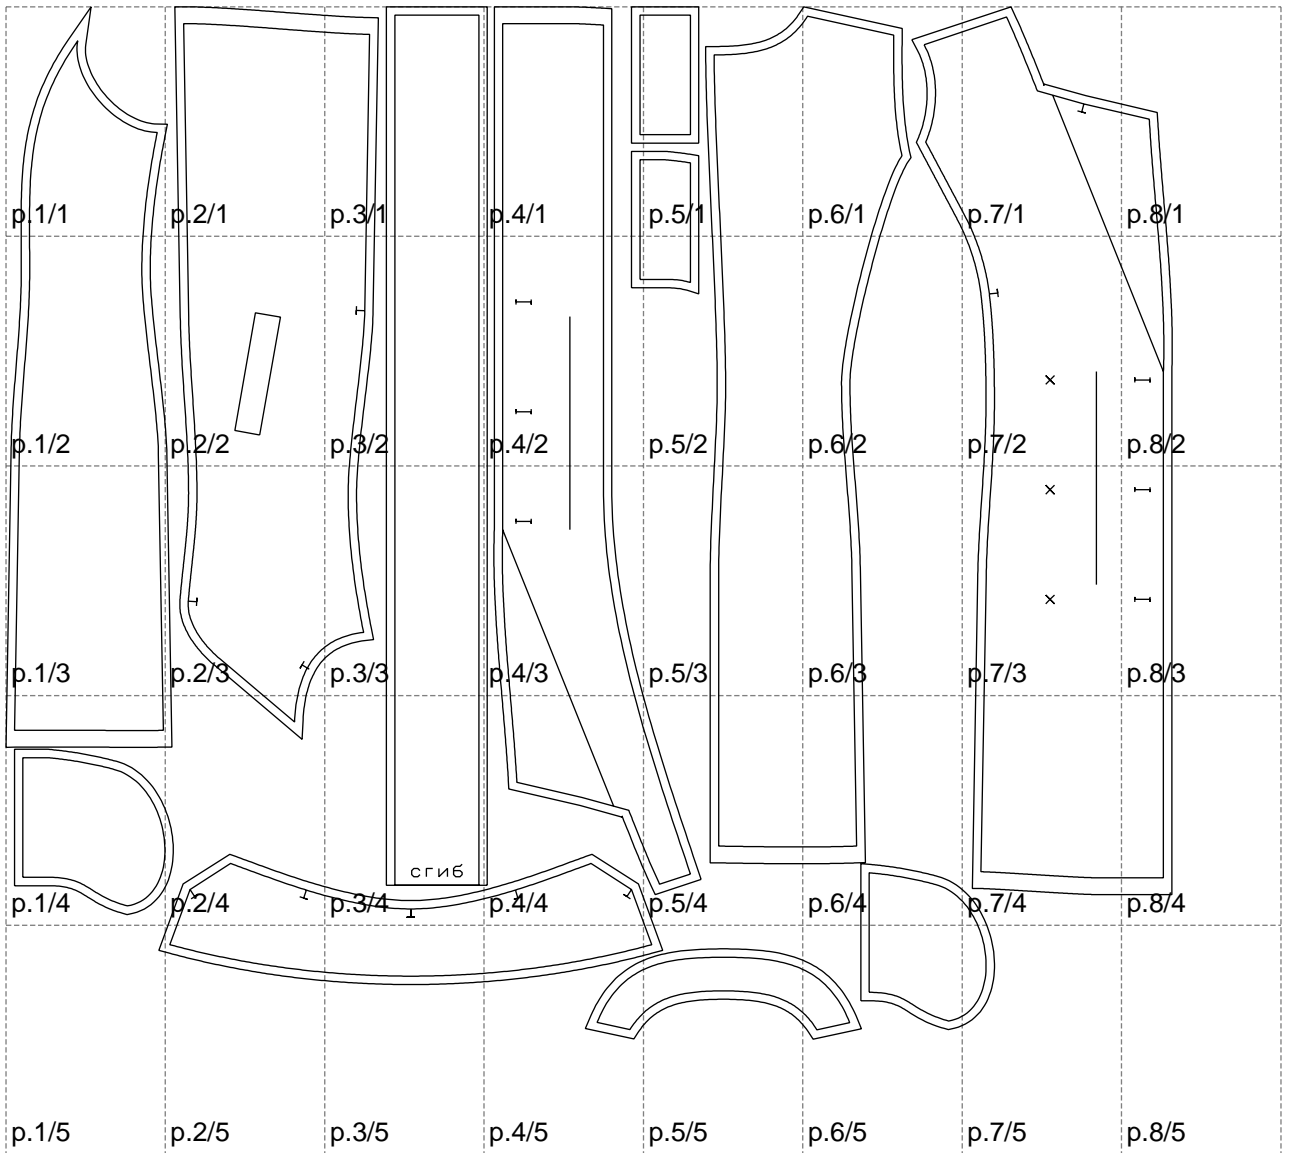 p.1/1 p.2/1 p.3/1 p.4/1 p.5/1 p.6/1 p.7/1 p.8/1
p.1/2 p.2/2 p.3/2 p.4/2 p.5/2 p.6/2 p.7/2 p.8/2
p.1/3 p.2/3 p.3/3 p.4/3 p.5/3 p.6/3 p.7/3 p.8/3
сгиб
p.1/4 p.2/4 p.3/4 p.4/4 p.5/4 p.6/4 p.7/4 p.8/4
p.1/5 p.2/5 p.3/5 p.4/5 p.5/5 p.6/5 p.7/5 p.8/5